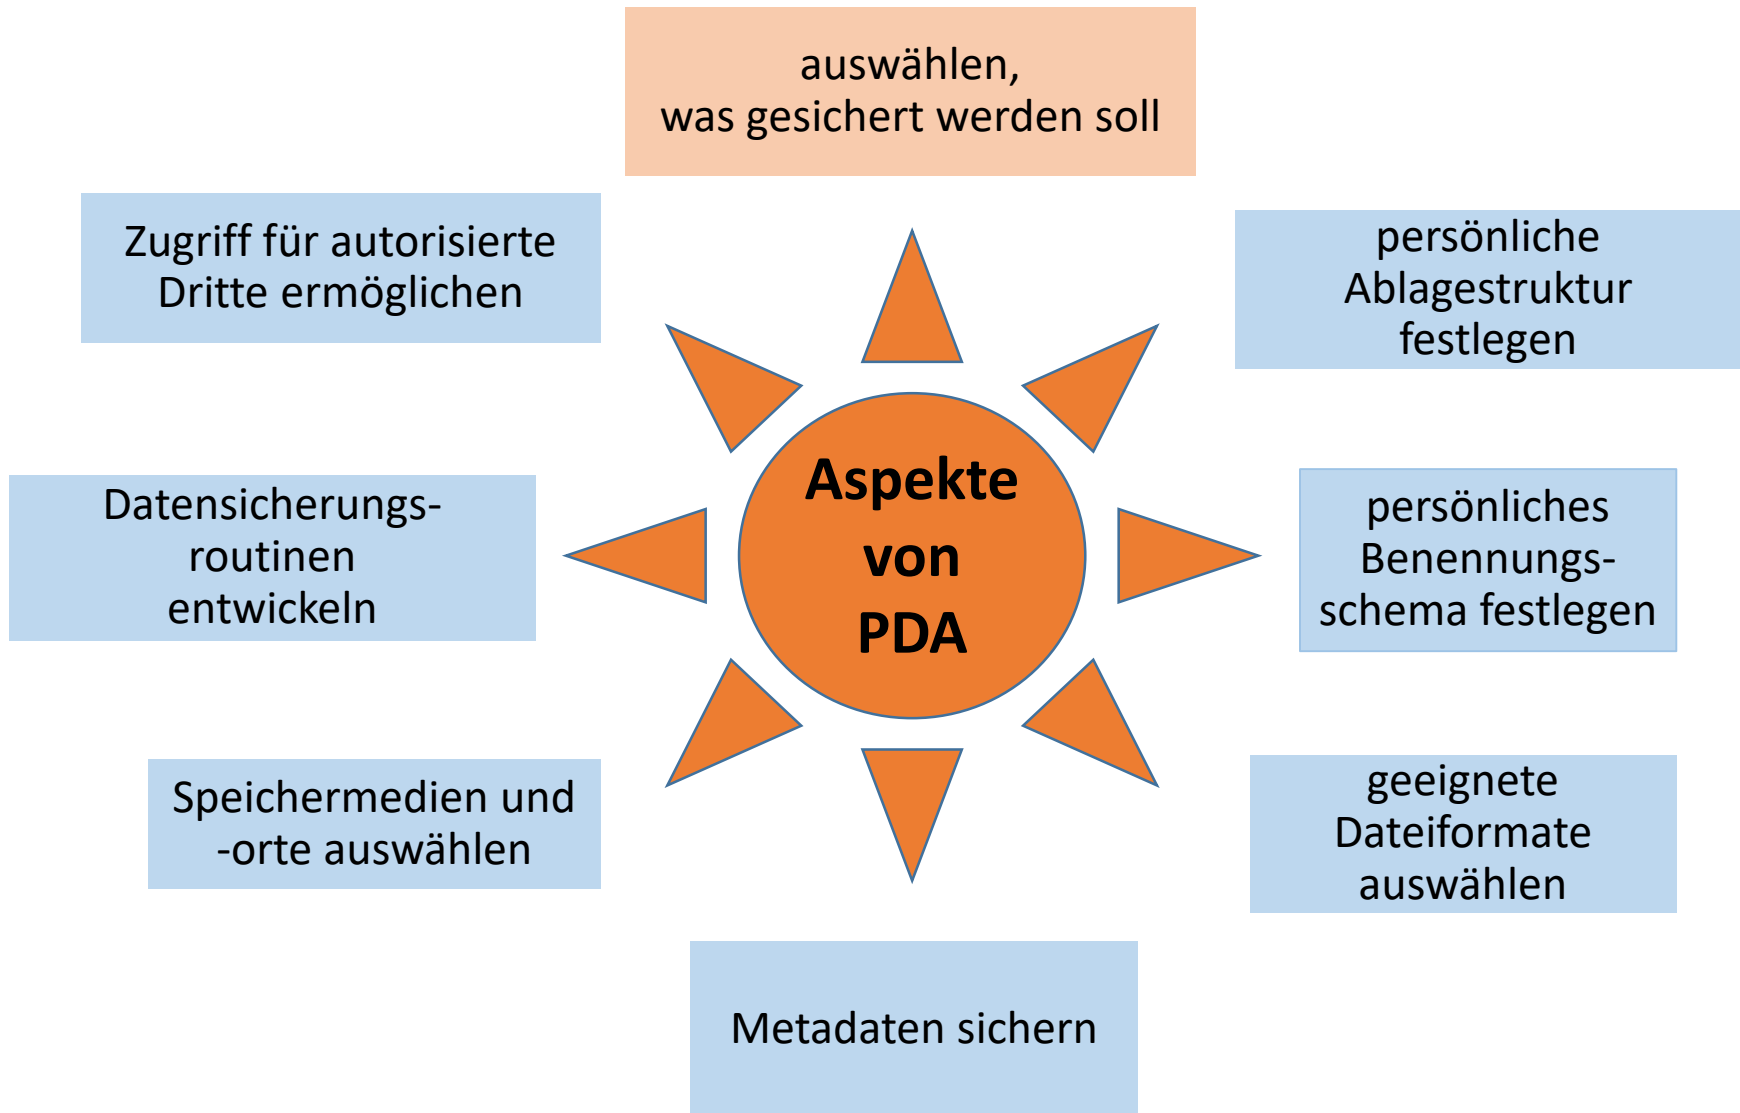 auswählen,
was gesichert werden soll
Zugriff für autorisierte
Dritte ermöglichen
persönliche
Ablagestruktur
festlegen
Datensicherungs-
routinen
entwickeln
Aspekte
von
PDA
persönliches
Benennungs-
schema festlegen
Speichermedien und
-orte auswählen
geeignete
Dateiformate
auswählen
Metadaten sichern